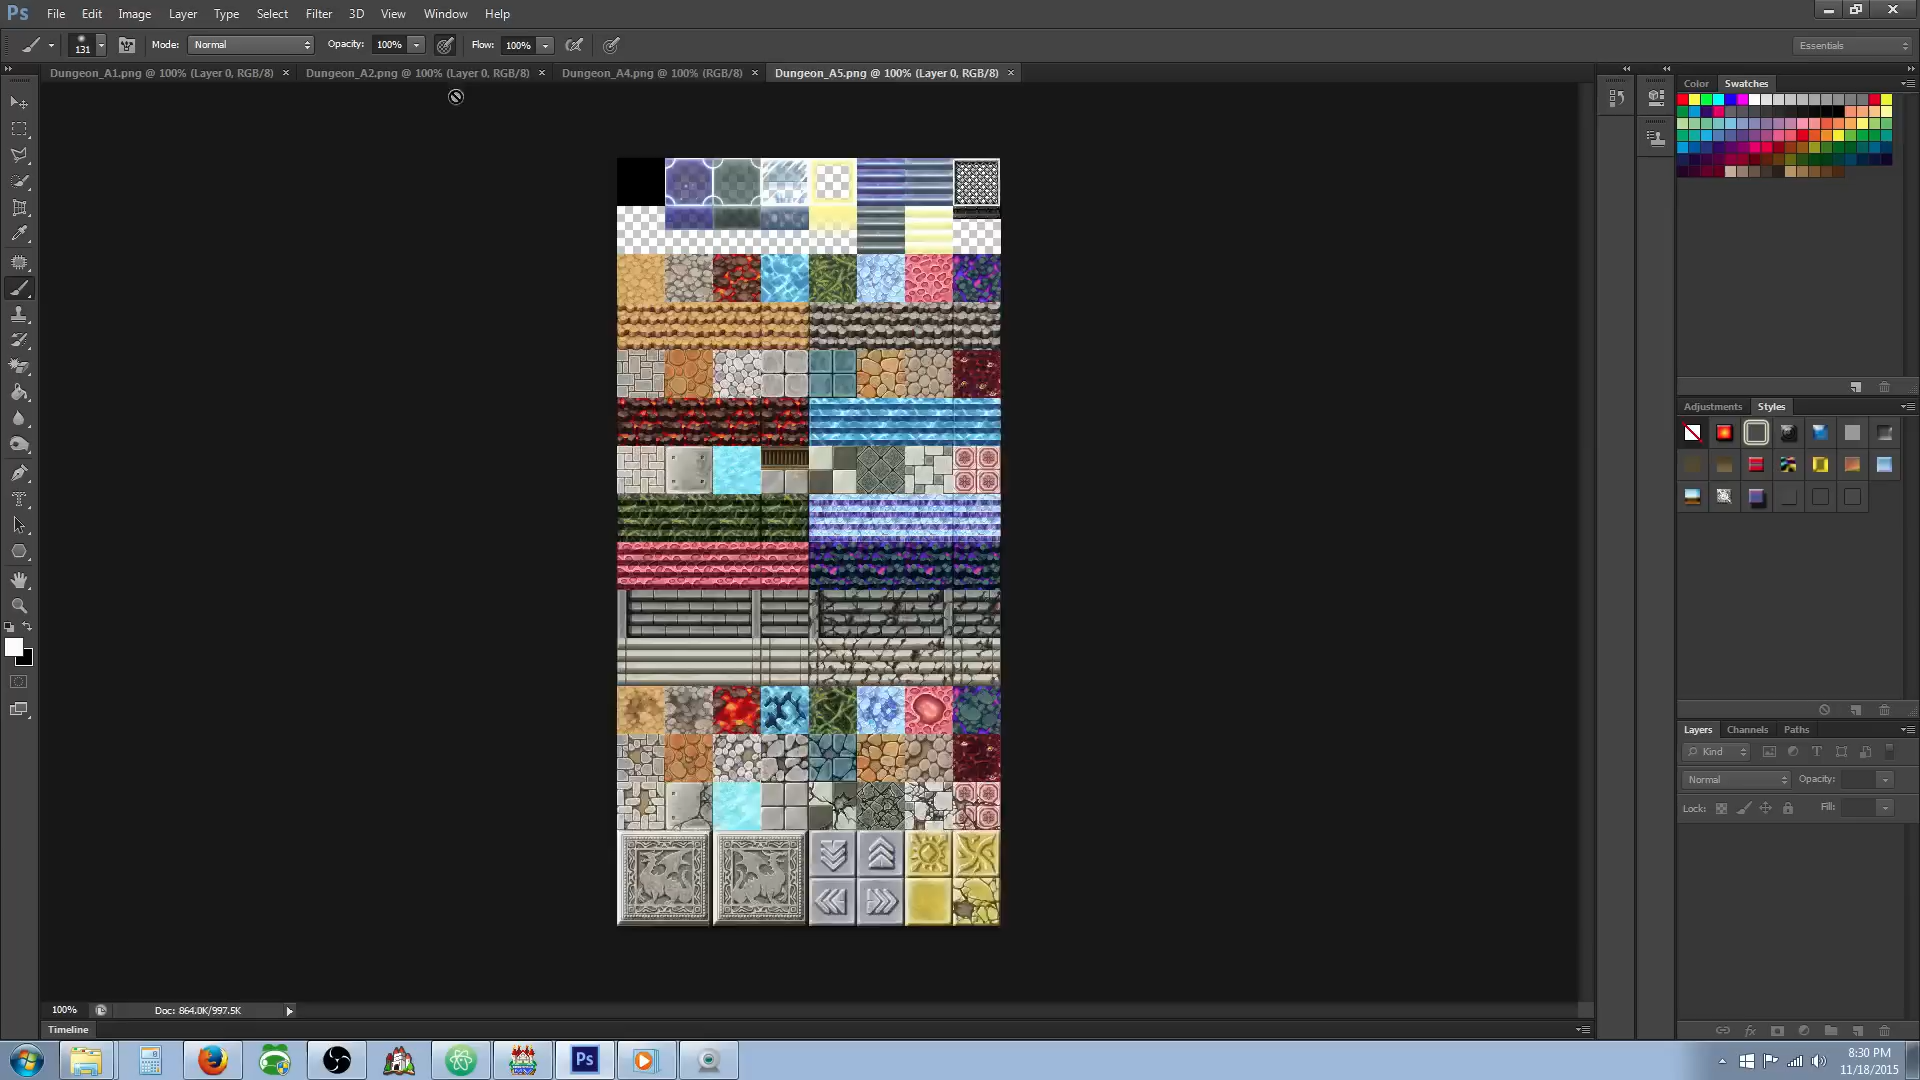 Ps File Edit Image Layer Type Select Filter 3D View Window Help
131 Mode: Normal Opacity: 100% Flow: 100% Essentials
Dungeon_A1.png @ 100% (Layer 0, RGB/8) Dungeon_A2.png @ 100% (Layer 0, RGB/8) Dungeon_A4.png @ 100% (RGB/8) Dungeon_A5.png @ 100% (Layer 0, RGB/8)
Color Swatches
Adjustments Styles
Layers Channels Paths
Kind
Normal Opacity:
Lock: Fill:
100% Doc: 864.0K/997.5K
Timeline
Ps
8:30 PM
11/18/2015